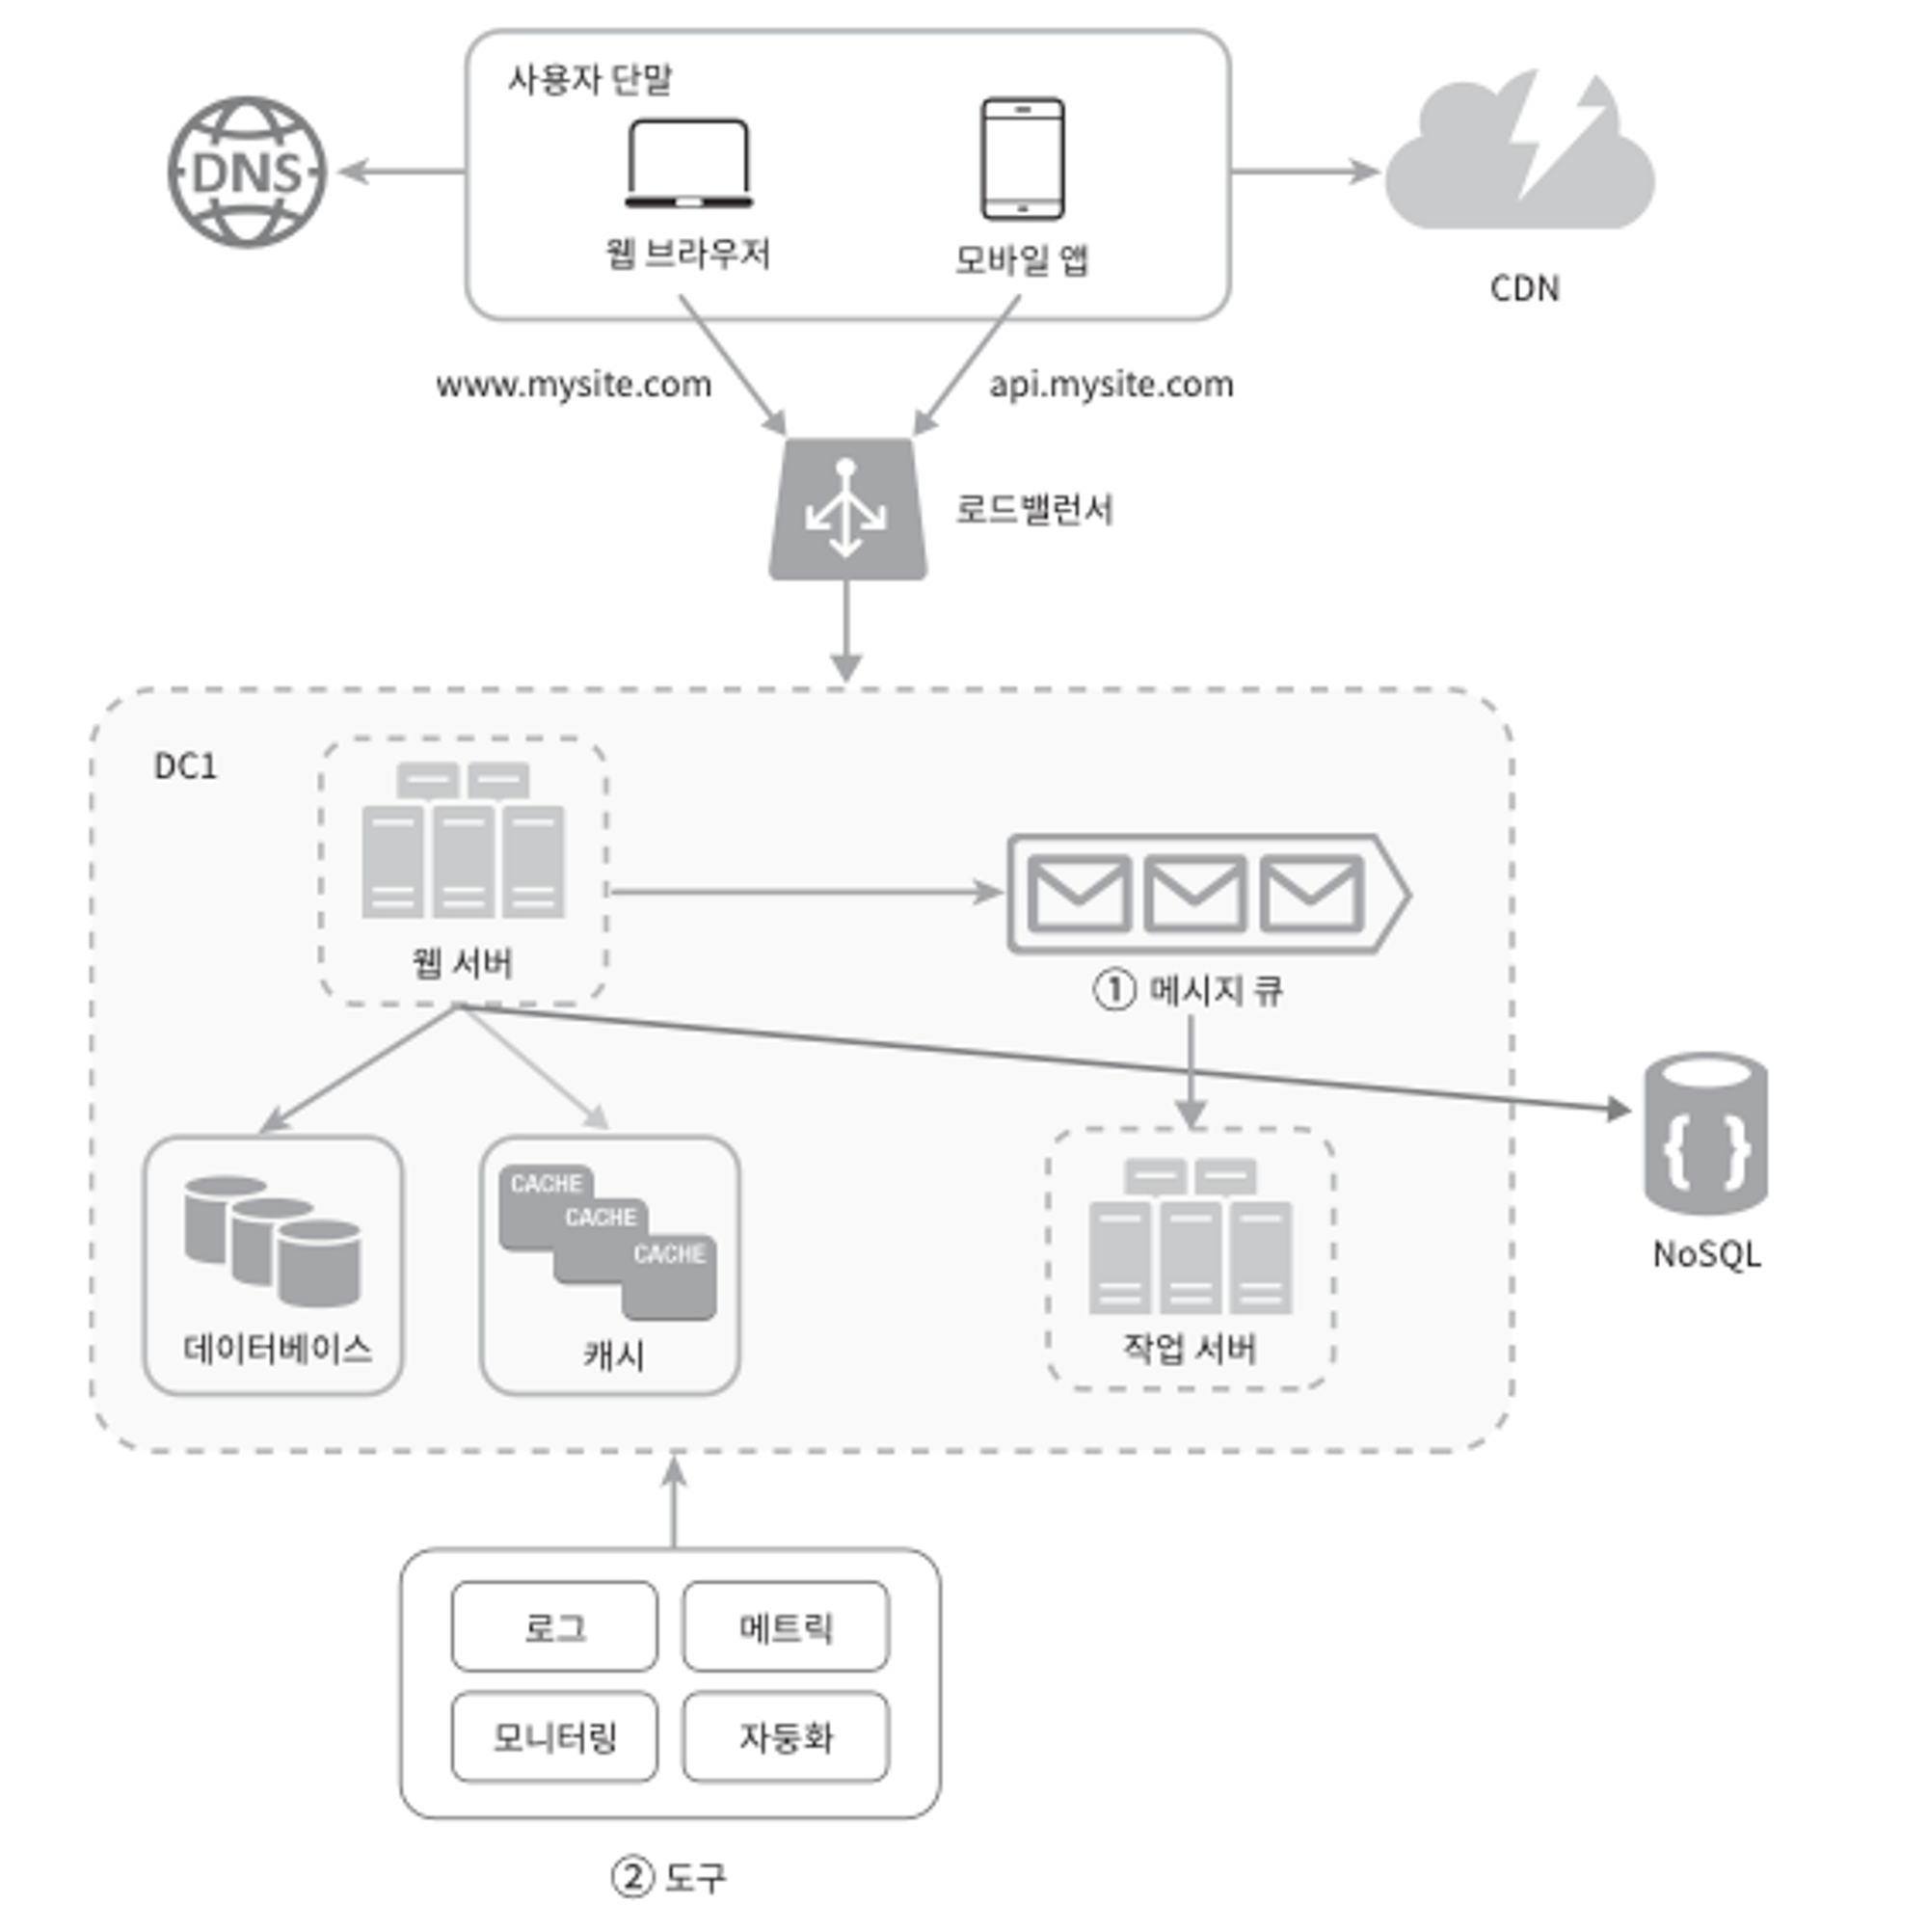 사용자 단말
DNS
웹 브라우저
모바일 앱
CDN
www.mysite.com
api.mysite.com
로드밸런서
DC1
웹 서버
① 메시지 큐
CACHE
CACHE
CACHE
데이터베이스
캐시
작업 서버
{ }
NoSQL
로그
메트릭
모니터링
자동화
② 도구